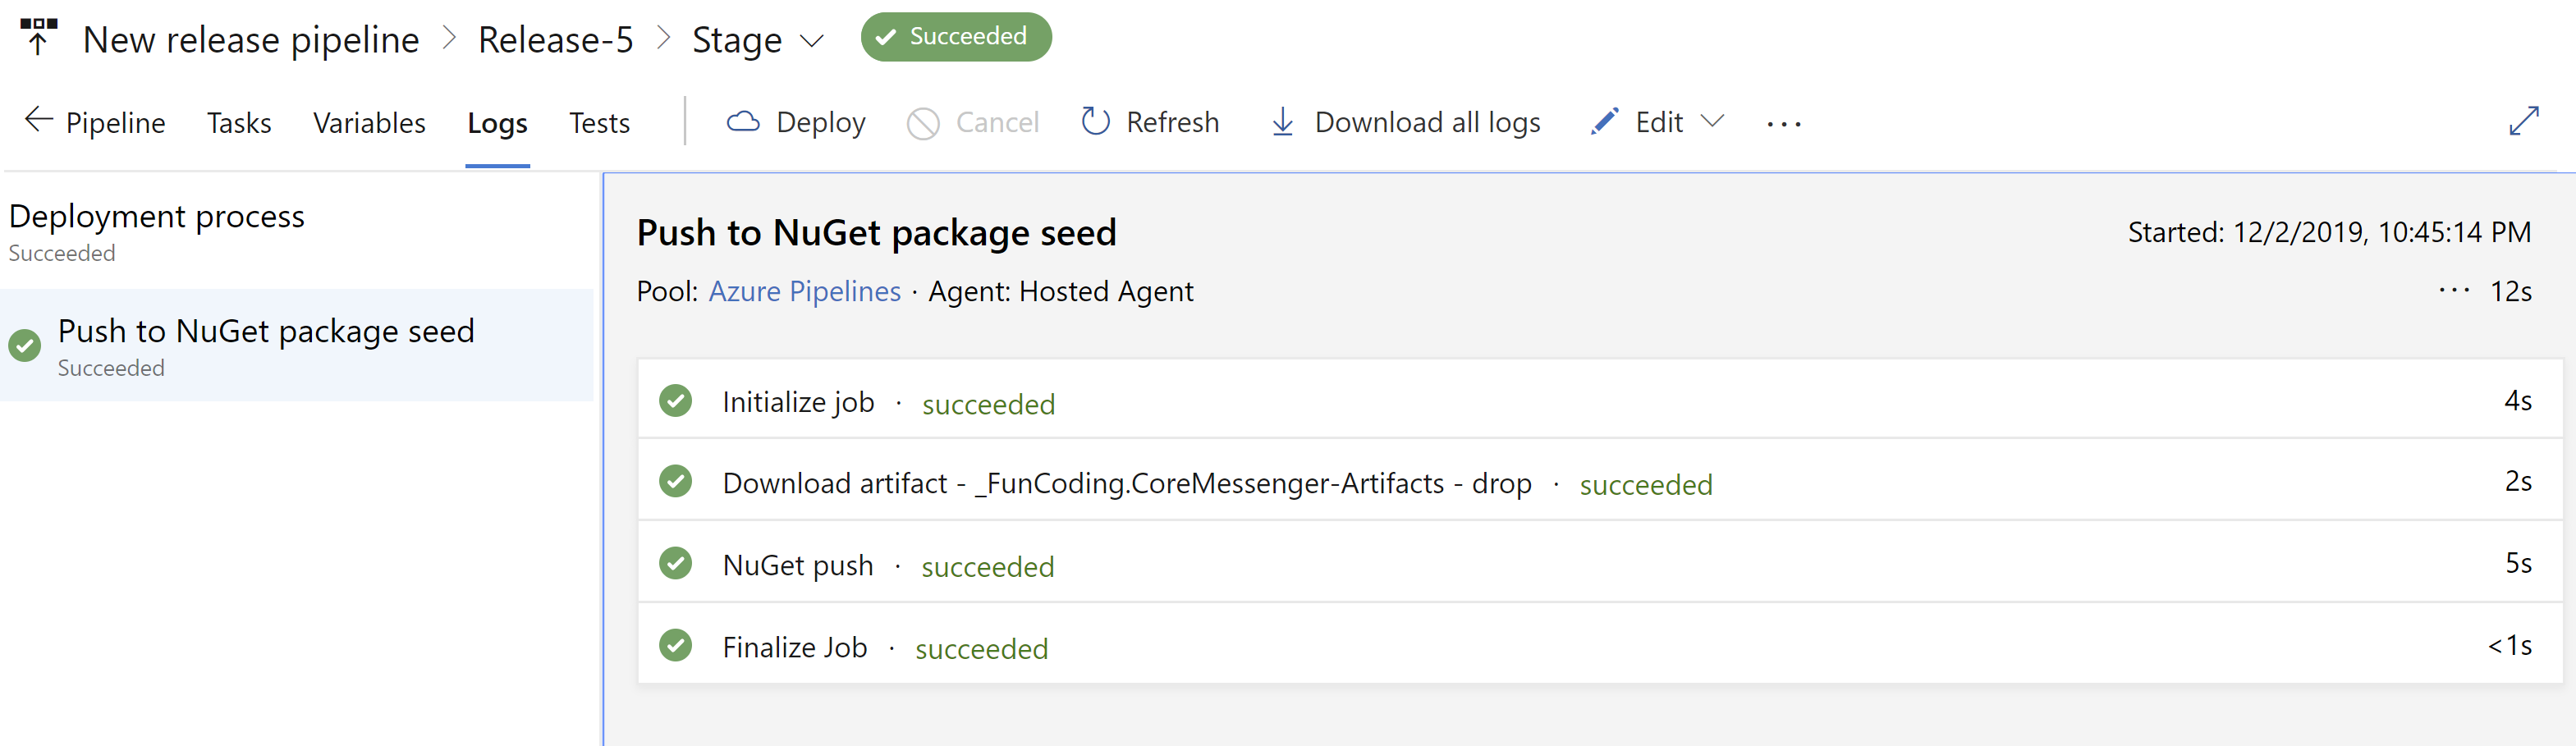 New release pipeline > Release-5 > Stage Succeeded
Pipeline Tasks Variables Logs Tests Deploy Cancel Refresh Download all logs Edit ...
Deployment process
Succeeded
Push to NuGet package seed
Succeeded
Push to NuGet package seed Started: 12/2/2019, 10:45:14 PM
Pool: Azure Pipelines · Agent: Hosted Agent ... 12s
Initialize job · succeeded 4s
Download artifact - _FunCoding.CoreMessenger-Artifacts - drop · succeeded 2s
NuGet push · succeeded 5s
Finalize Job · succeeded <1s